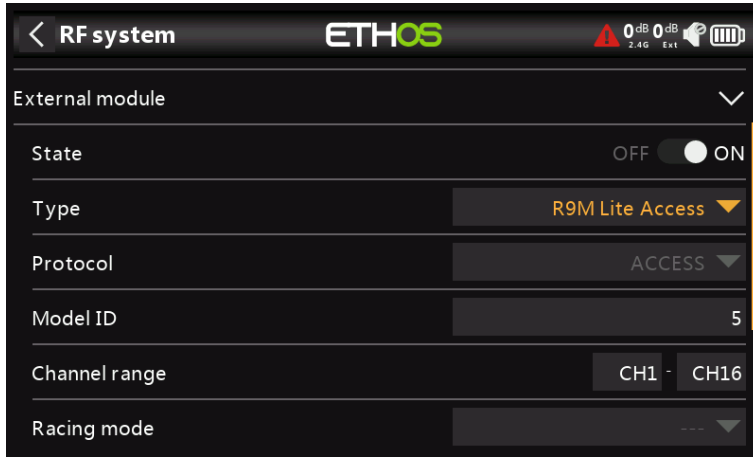 RF system ETHOS 0dB 0dB
2.4G Ext
External module
State OFF ON
Type R9M Lite Access
Protocol ACCESS
Model ID 5
Channel range CH1 - CH16
Racing mode ---